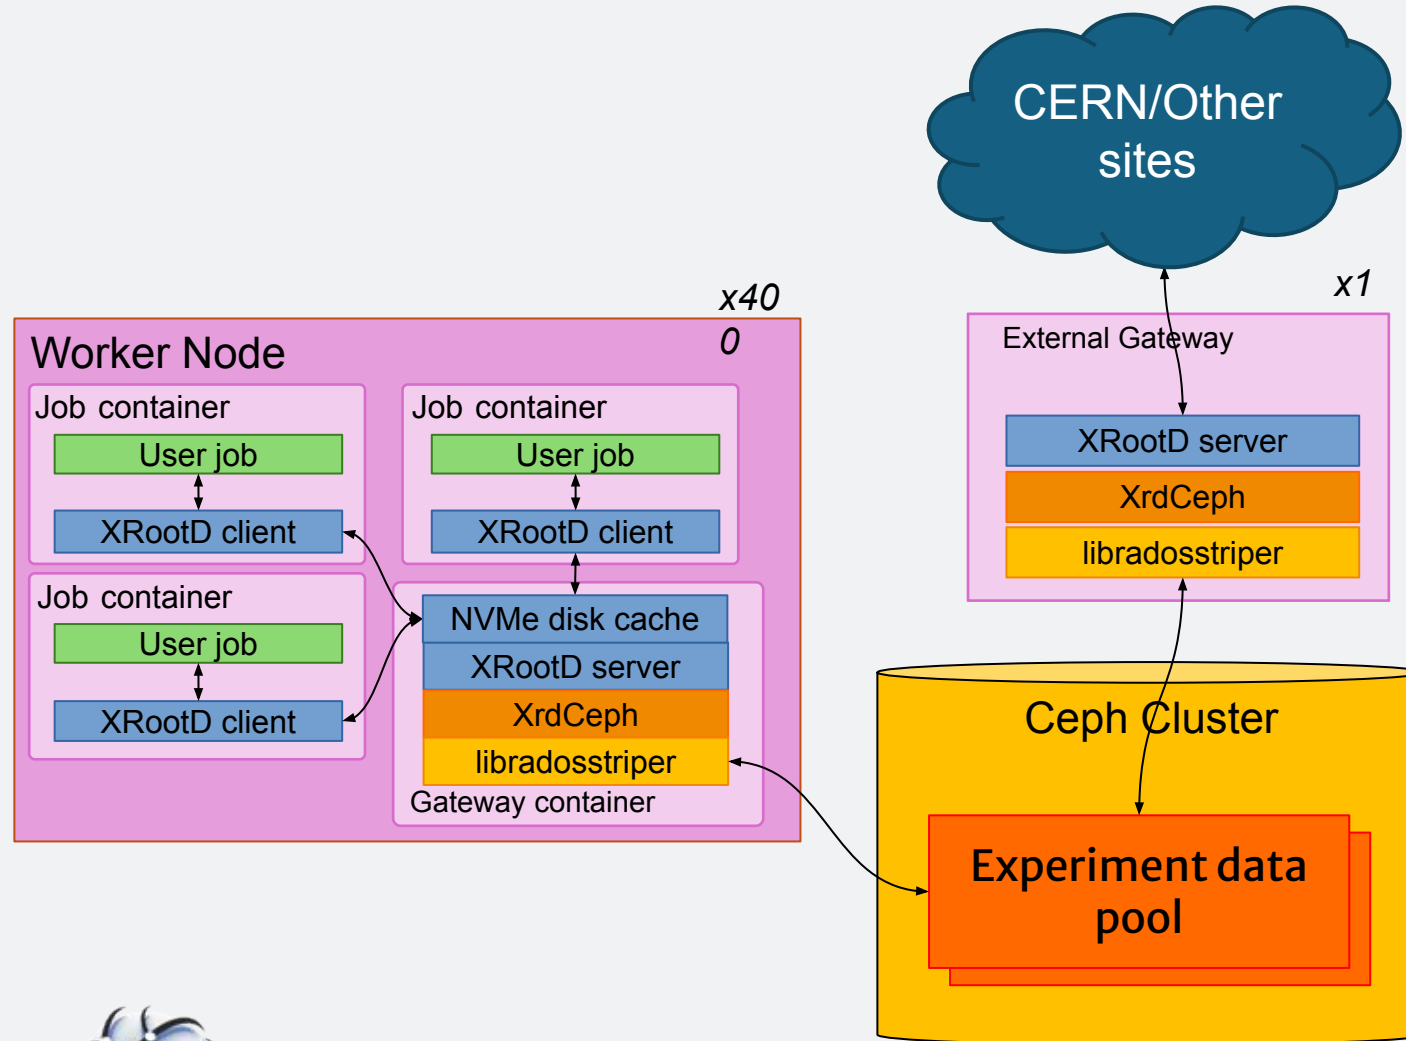 CERN/Other
sites
x1
External Gateway
XRootD server
XrdCeph
libradosstriper
x40
0
Worker Node
Job container
User job
XRootD client
Job container
User job
XRootD client
Job container
User job
XRootD client
NVMe disk cache
XRootD server
XrdCeph
libradosstriper
Gateway container
Ceph Cluster
Experiment data
pool